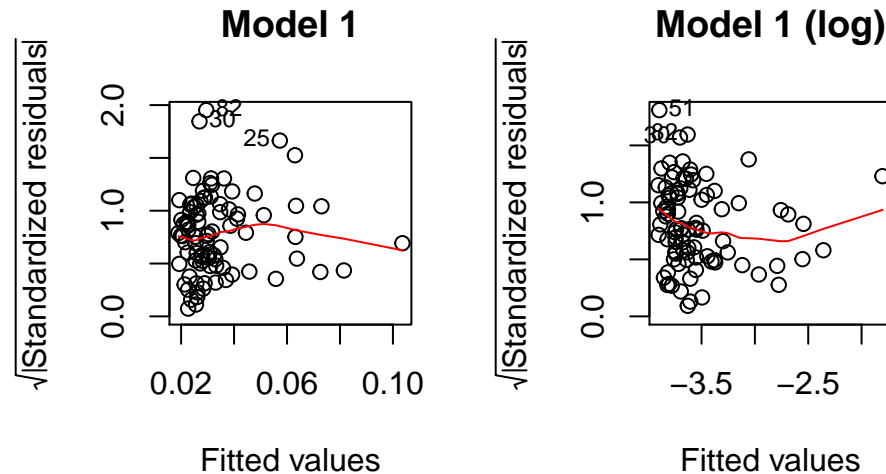 Model 1
√|Standardized residuals|
2.0
1.0
0.0
82
30
25
0.02
0.06
0.10
Fitted values
Model 1 (log)
√|Standardized residuals|
1.0
0.0
51
−3.5
−2.5
Fitted values